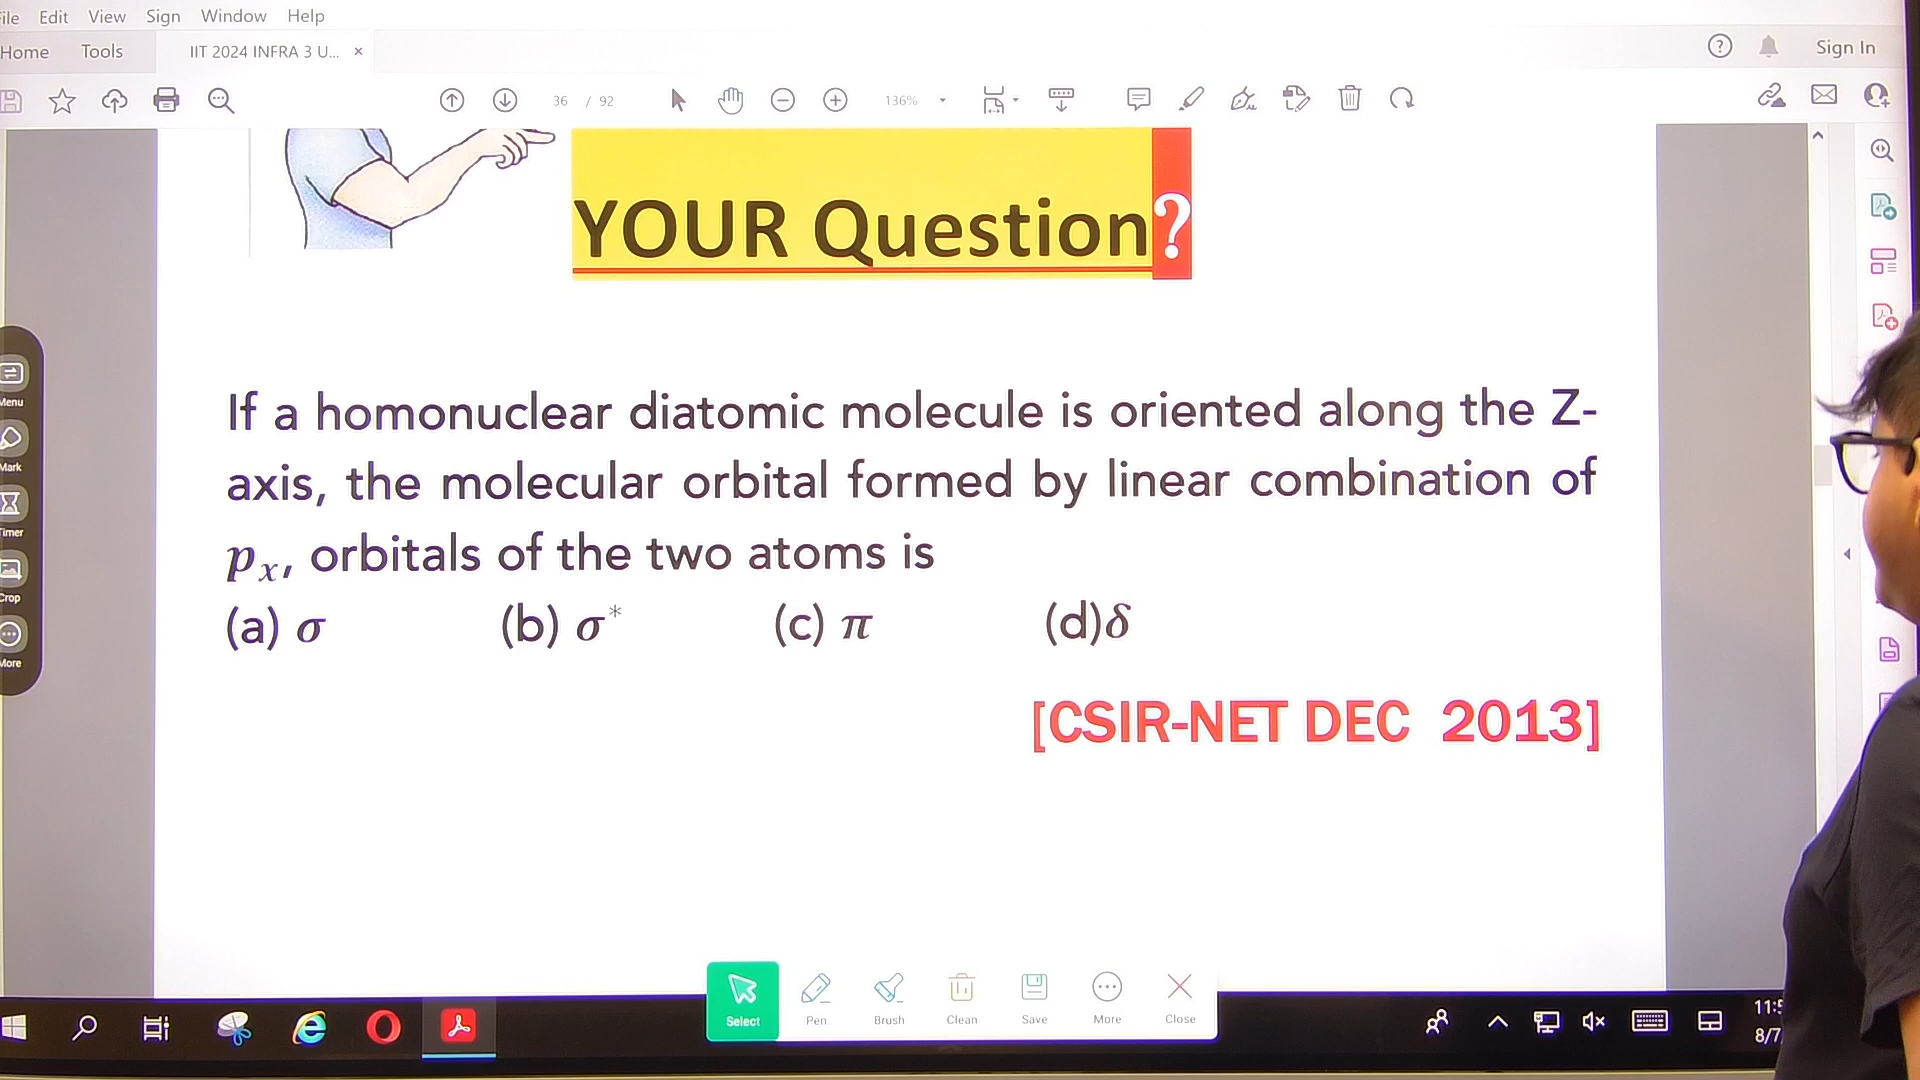 File Edit View Sign Window Help
Home Tools IIT 2024 INFRA 3 U... × Sign In
36 / 92 136%
YOUR Question?
If a homonuclear diatomic molecule is oriented along the Z-
axis, the molecular orbital formed by linear combination of
pₓ, orbitals of the two atoms is
(a) σ (b) σ* (c) π (d)δ
[CSIR-NET DEC 2013]
Menu
Mark
Timer
Crop
More
Select Pen Brush Clean Save More Close